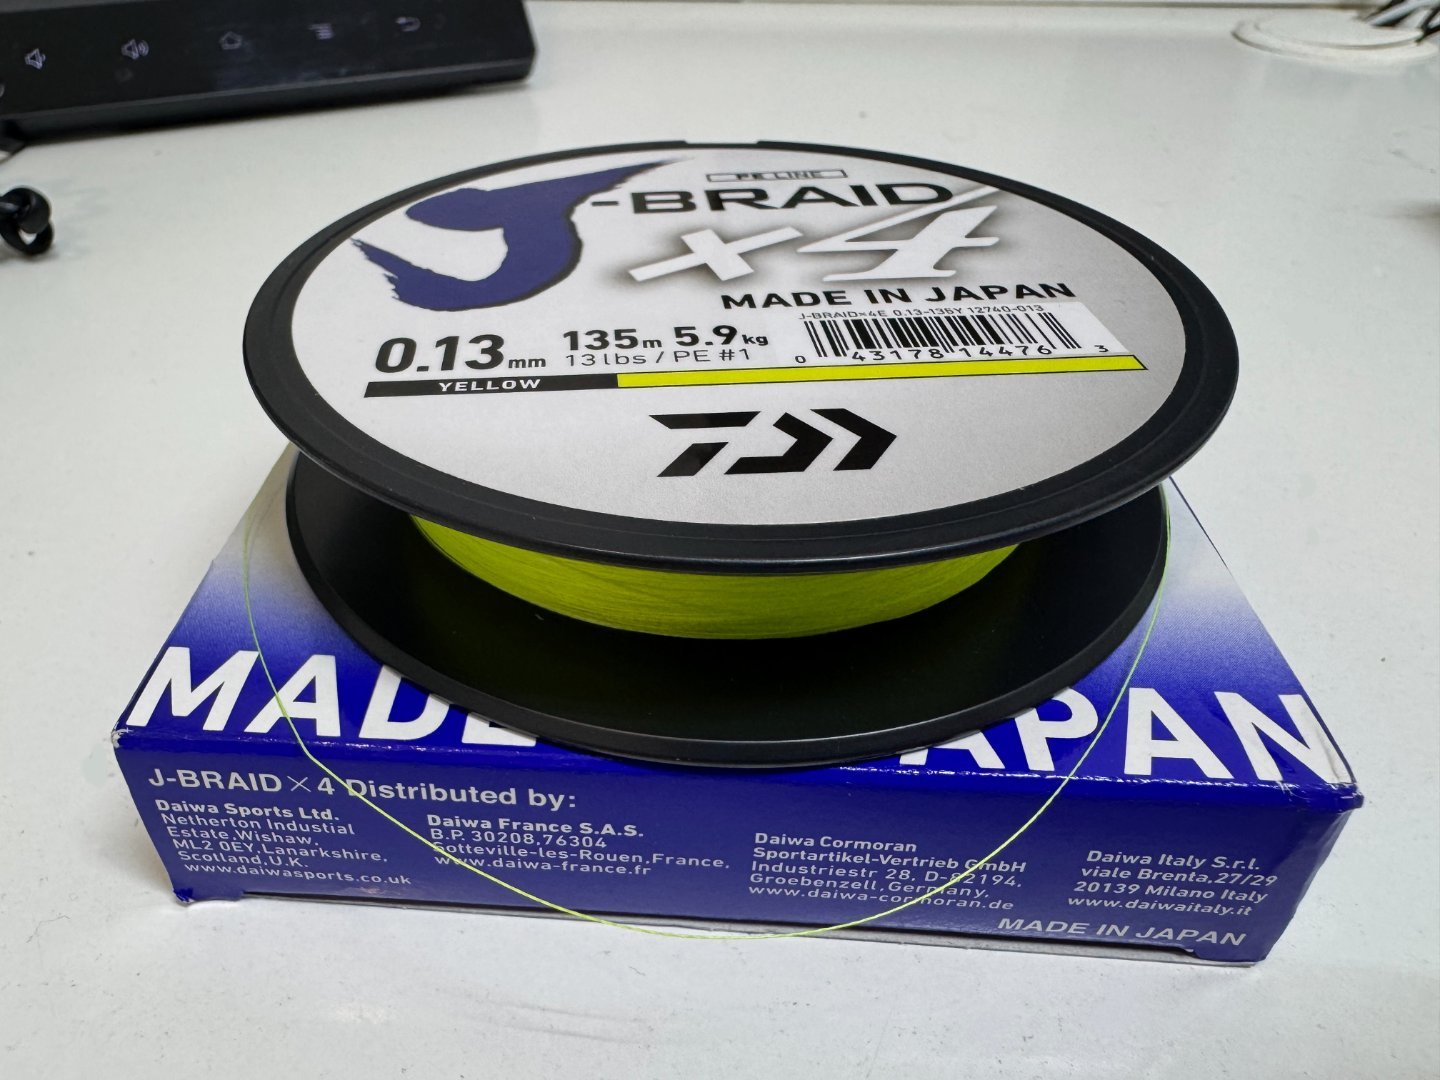 PE LINE
J-BRAID
×4
MADE IN JAPAN
J-BRAID×4E 0.13-135Y 12740-013
0.13mm 135m 5.9kg
13lbs / PE #1
0 43178 14476 3
YELLOW
MADE
APAN
J-BRAID×4 Distributed by:
Daiwa Sports Ltd.
Netherton Industial
Estate,Wishaw,
ML2 0EY,Lanarkshire,
Scotland,U.K.
www.daiwasports.co.uk
Daiwa France S.A.S.
B.P. 30208,76304
Sotteville-les-Rouen,France,
www.daiwa-france.fr
Daiwa Cormoran
Sportartikel-Vertrieb GmbH
Industriestr 28, D-82194,
Groebenzell,Germany,
www.daiwa-cormoran.de
Daiwa Italy S.r.l.
viale Brenta,27/29
20139 Milano Italy
www.daiwaitaly.it
MADE IN JAPAN